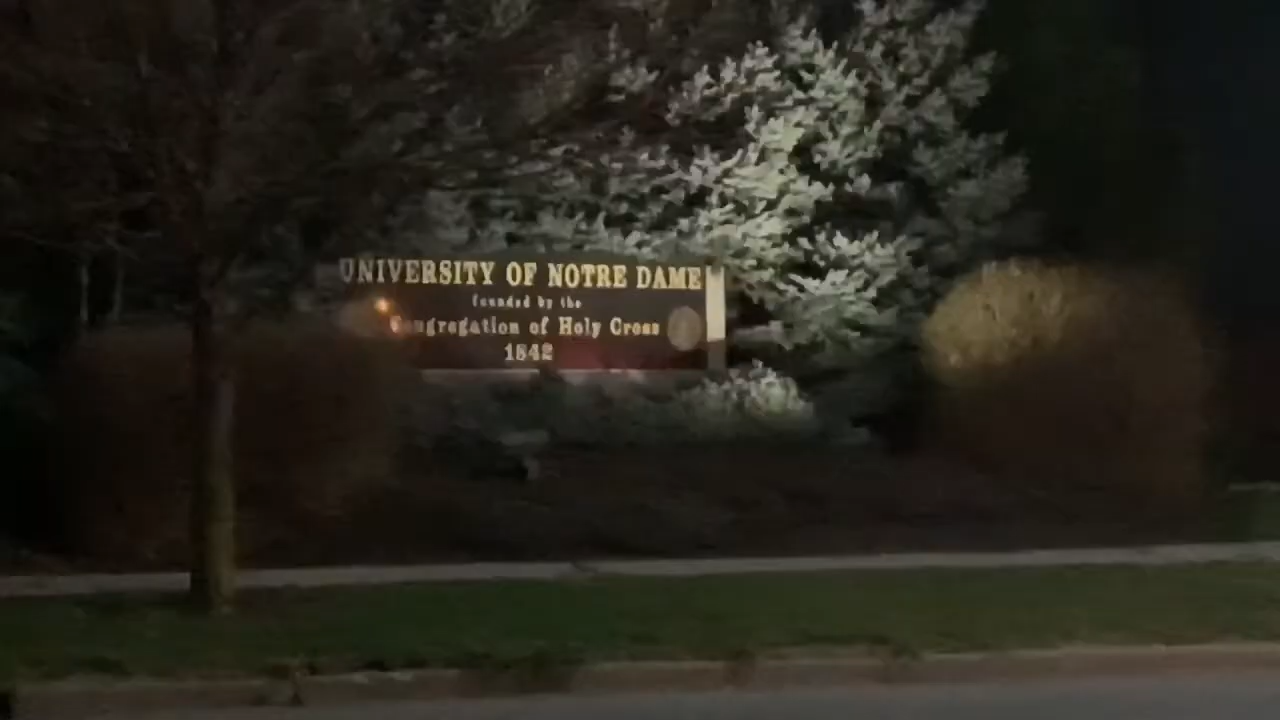 UNIVERSITY OF NOTRE DAME
founded by the
Congregation of Holy Cross
1842